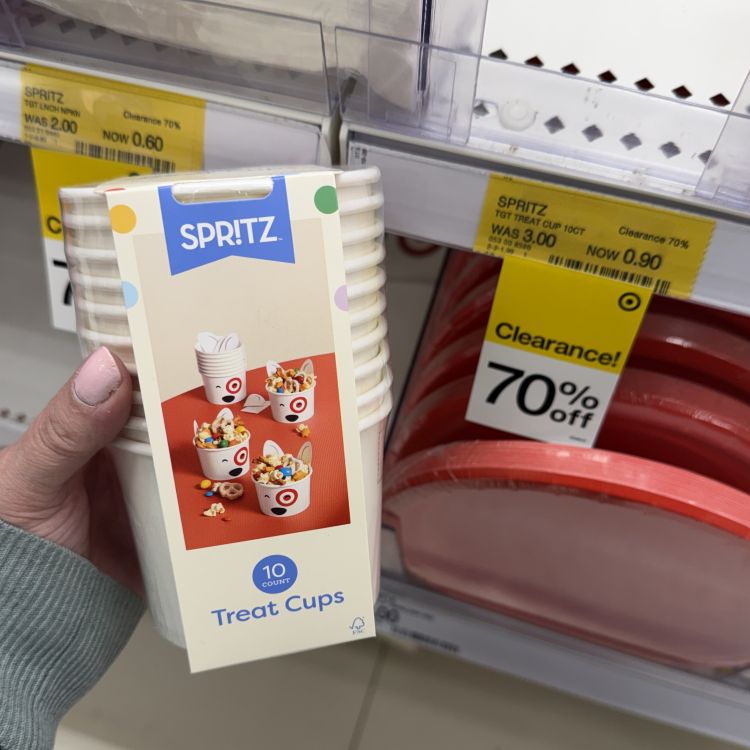 SPRITZ
TGT LNCH NPKN
Clearance 70%
WAS 2.00
NOW 0.60
SPR!TZ
10
COUNT
Treat Cups
FSC
SPRITZ
TGT TREAT CUP 10CT
Clearance 70%
WAS 3.00
NOW 0.90
Clearance!
70% off